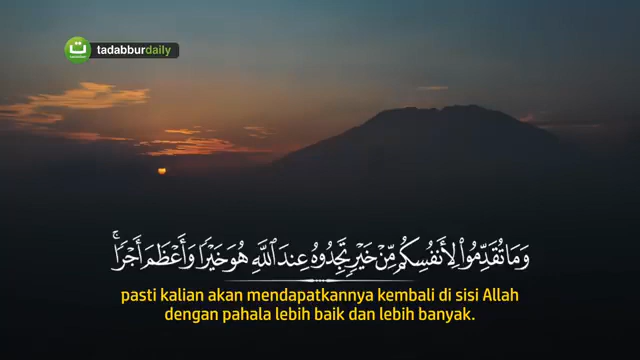 tadabburdaily
وَمَا تُقَدِّمُوا۟ لِأَنفُسِكُم مِّنْ خَيْرٍ تَجِدُوهُ عِندَ ٱللَّهِ هُوَ خَيْرًا وَأَعْظَمَ أَجْرًا ۚ
pasti kalian akan mendapatkannya kembali di sisi Allah
dengan pahala lebih baik dan lebih banyak.